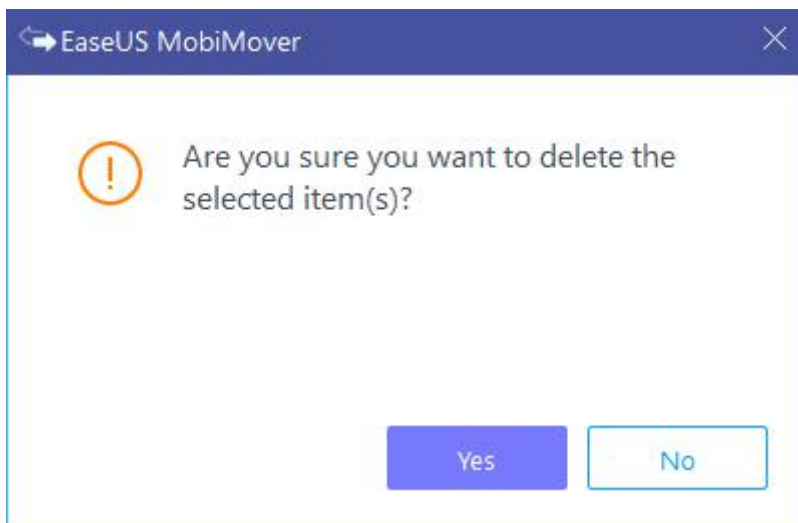 EaseUS MobiMover
Are you sure you want to delete the
selected item(s)?
Yes
No